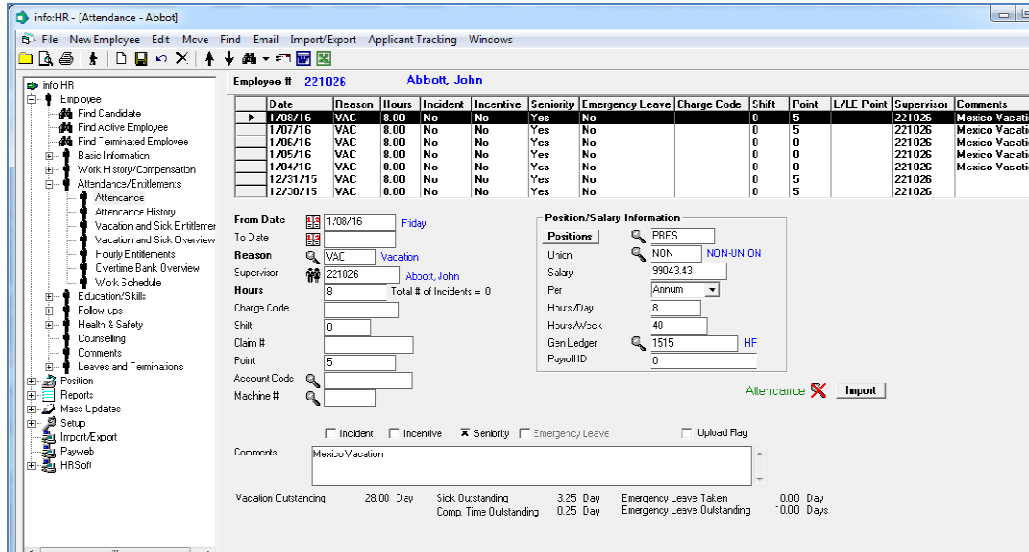 info:HR - [Attendance - Abbot]
File New Employee Edit Move Find Email Import/Export Applicant Tracking Windows
info HR
Employee
Find Candidate
Find Active Employee
Find Terminated Employee
Basic Information
Work History/Compensation
Attendance/Entitlements
Attendance
Attendance History
Vacation and Sick Entitlemer
Vacation and Sick Overview
Hourly Entitlements
Overtime Bank Overview
Work Schedule
Education/Skills
Follow ups
Health & Safety
Counselling
Comments
Leaves and Terminations
Position
Reports
Mass Updates
Setup
Import/Export
Payweb
HRSoft
Employee # 221026 Abbott, John
Date Reason Hours Incident Incentive Seniority Emergency Leave Charge Code Shift Point L/LE Point Supervisor Comments
1/08/16 VAC 8.00 No No Yes No 0 5 221026 Mexico Vacati
1/07/16 VAC 8.00 No No Yes No 0 5 221026 Mexico Vacati
1/06/16 VAC 8.00 No No Yes No 0 0 221026 Mexico Vacati
1/05/16 VAC 8.00 No No Yes No 0 0 221026 Mexico Vacati
1/04/16 VAC 8.00 No No Yes No 0 0 221026 Mexico Vacati
12/31/15 VAC 8.00 No No Yes No 0 5 221026
12/30/15 VAC 8.00 No No Yes No 0 5 221026
From Date 1/08/16 Friday
To Date
Reason VAC Vacation
Supervisor 221026 Abbott, John
Hours 8 Total # of Incidents = 0
Charge Code
Shift 0
Claim #
Point 5
Account Code
Machine #
Position/Salary Information
Positions PRES
Union NON NON-UNION
Salary 99043.43
Per Annum
Hours/Day 8
Hours/Week 40
Gen Ledger 1515 HF
Payroll ID 0
Attendance Import
Incident Incentive Seniority Emergency Leave Upload Flag
Comments Mexico Vacation
Vacation Outstanding 28.00 Day Sick Outstanding 3.25 Day Emergency Leave Taken 0.00 Day
Comp. Time Outstanding 0.25 Day Emergency Leave Outstanding 10.00 Days